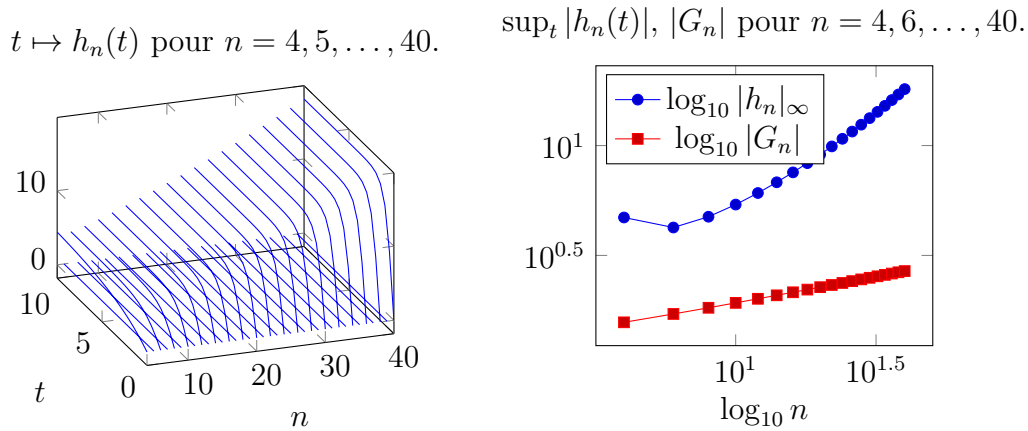 t ↦ h_n(t) pour n = 4, 5, …, 40.
10
0
10
5
0
t
10
20
30
40
n
sup_t |h_n(t)|, |G_n| pour n = 4, 6, …, 40.
log_10 |h_n|_∞
log_10 |G_n|
10^1
10^0.5
10^1
10^1.5
log_10 n